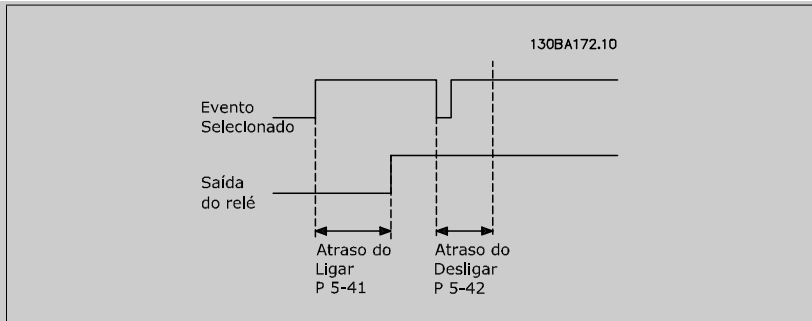 130BA172.10
Evento
Selecionado
Saída
do relé
Atraso do
Ligar
P 5-41
Atraso do
Desligar
P 5-42